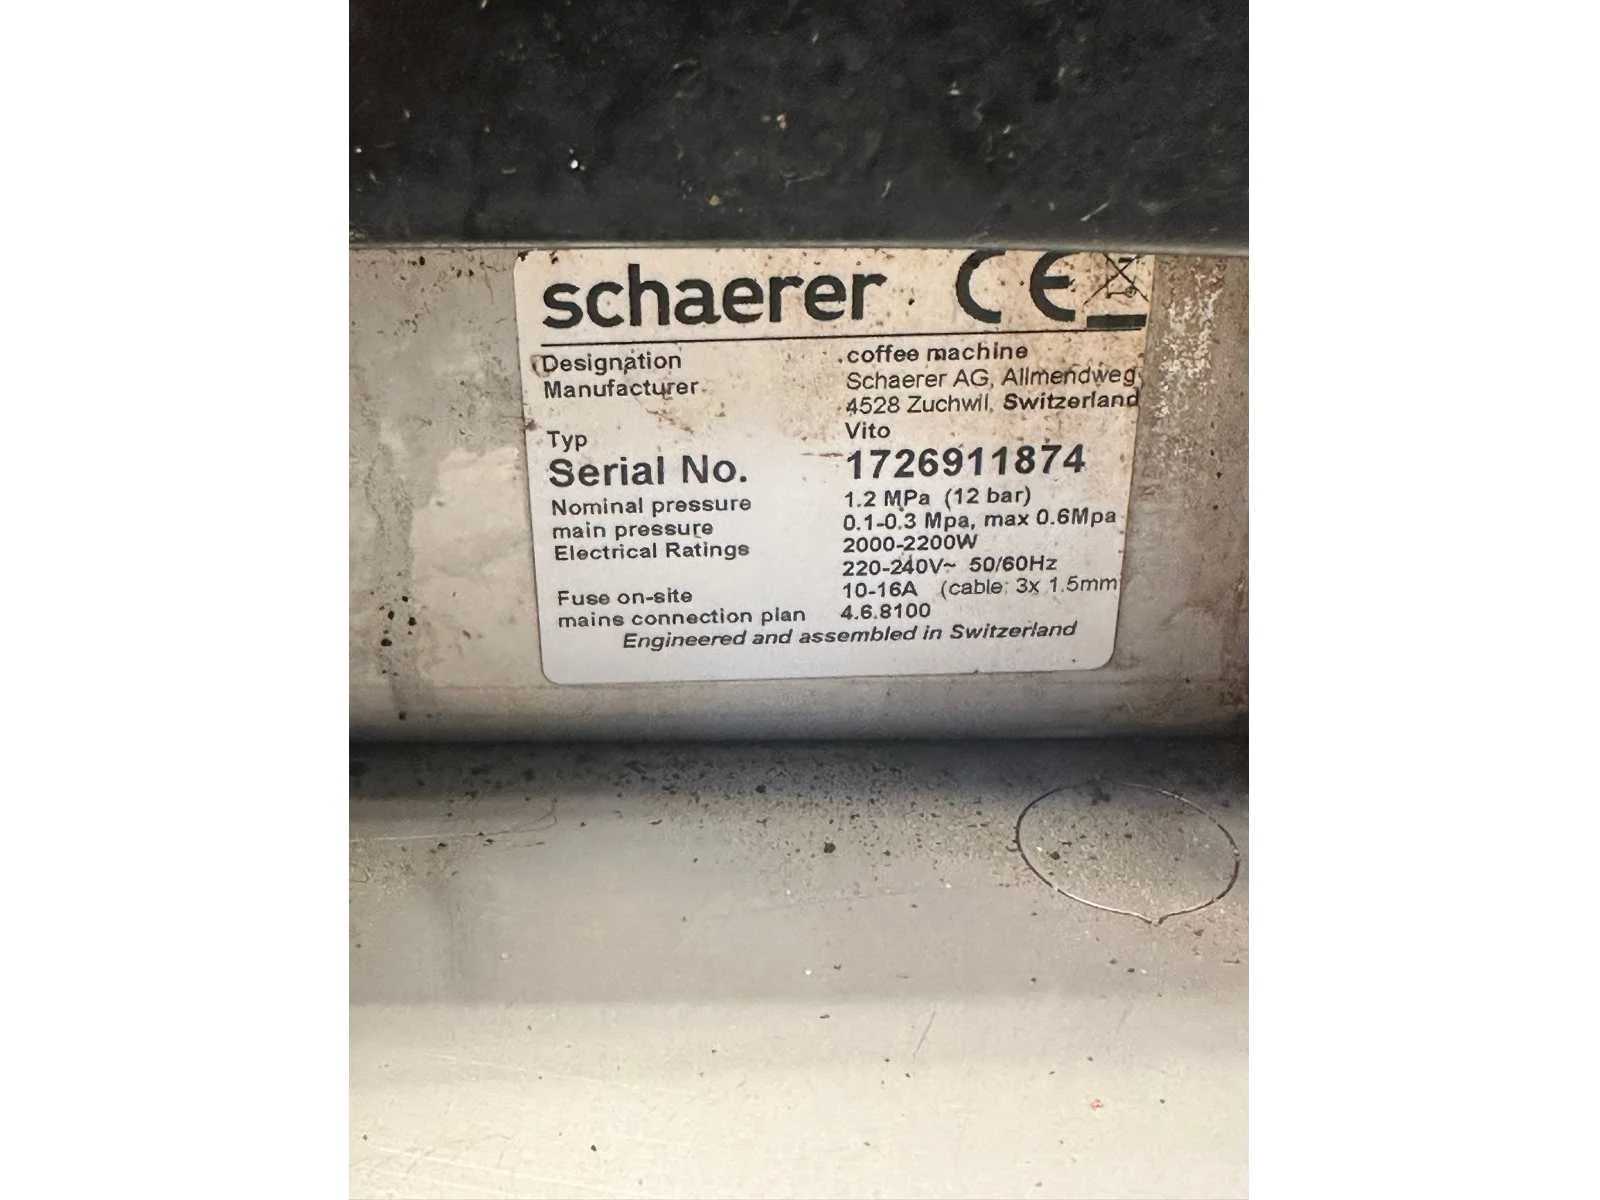 schaerer CE
Designation coffee machine
Manufacturer Schaerer AG, Allmendweg
4528 Zuchwil, Switzerland
Typ Vito
Serial No. 1726911874
Nominal pressure 1.2 MPa (12 bar)
main pressure 0.1-0.3 Mpa, max 0.6Mpa
Electrical Ratings 2000-2200W
220-240V~ 50/60Hz
Fuse on-site 10-16A (cable: 3x 1.5mm
mains connection plan 4.6.8100
Engineered and assembled in Switzerland